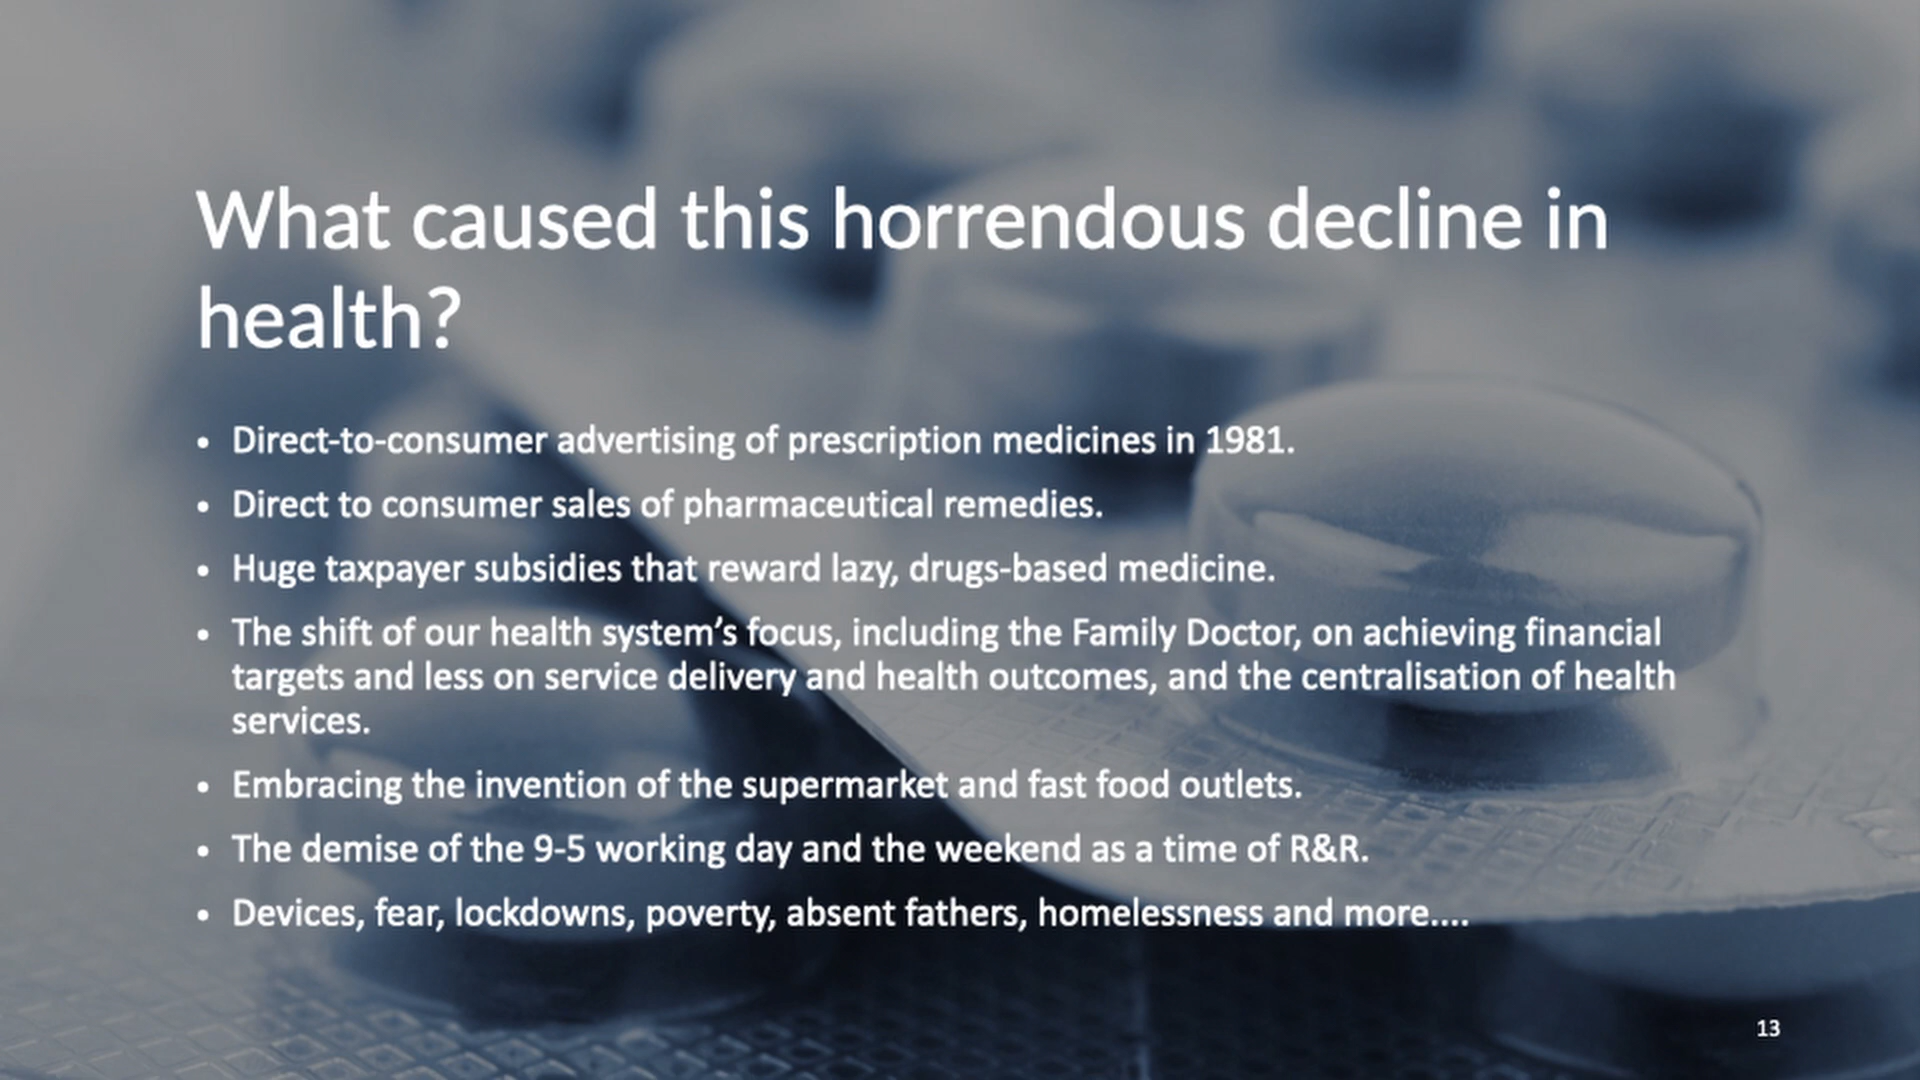 What caused this horrendous decline in
health?
• Direct-to-consumer advertising of prescription medicines in 1981.
• Direct to consumer sales of pharmaceutical remedies.
• Huge taxpayer subsidies that reward lazy, drugs-based medicine.
• The shift of our health system’s focus, including the Family Doctor, on achieving financial
targets and less on service delivery and health outcomes, and the centralisation of health
services.
• Embracing the invention of the supermarket and fast food outlets.
• The demise of the 9-5 working day and the weekend as a time of R&R.
• Devices, fear, lockdowns, poverty, absent fathers, homelessness and more....
13